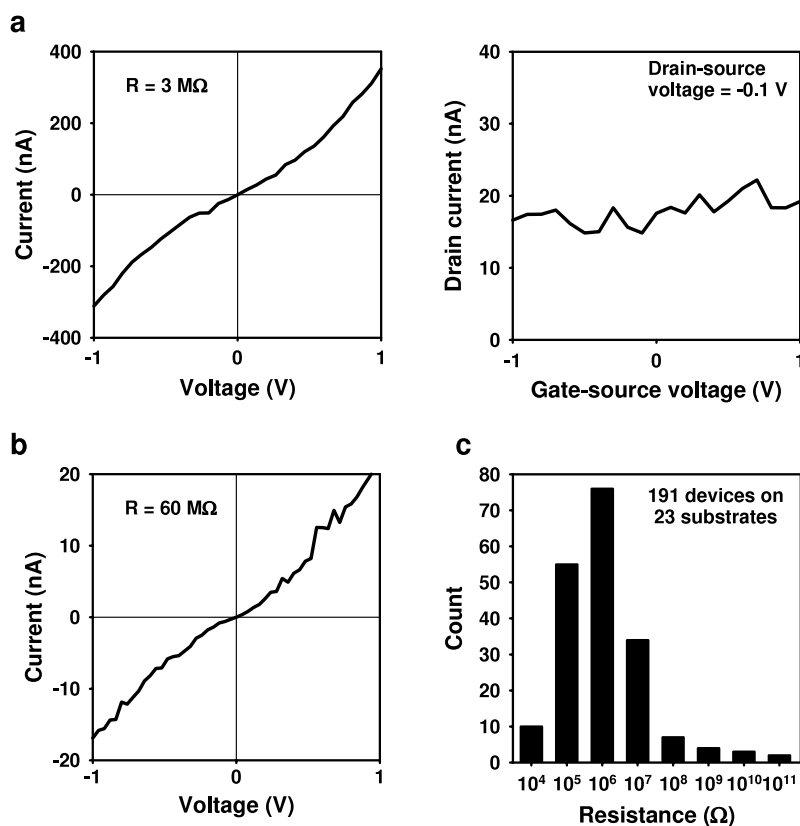 a
400
200
0
-200
-400
Current (nA)
R = 3 MΩ
-1 0 1
Voltage (V)
40
30
20
10
0
Drain current (nA)
Drain-source
voltage = -0.1 V
-1 0 1
Gate-source voltage (V)
b
20
10
0
-10
-20
Current (nA)
R = 60 MΩ
-1 0 1
Voltage (V)
c
80
70
60
50
40
30
20
10
0
Count
191 devices on
23 substrates
10⁴ 10⁵ 10⁶ 10⁷ 10⁸ 10⁹ 10¹⁰ 10¹¹
Resistance (Ω)